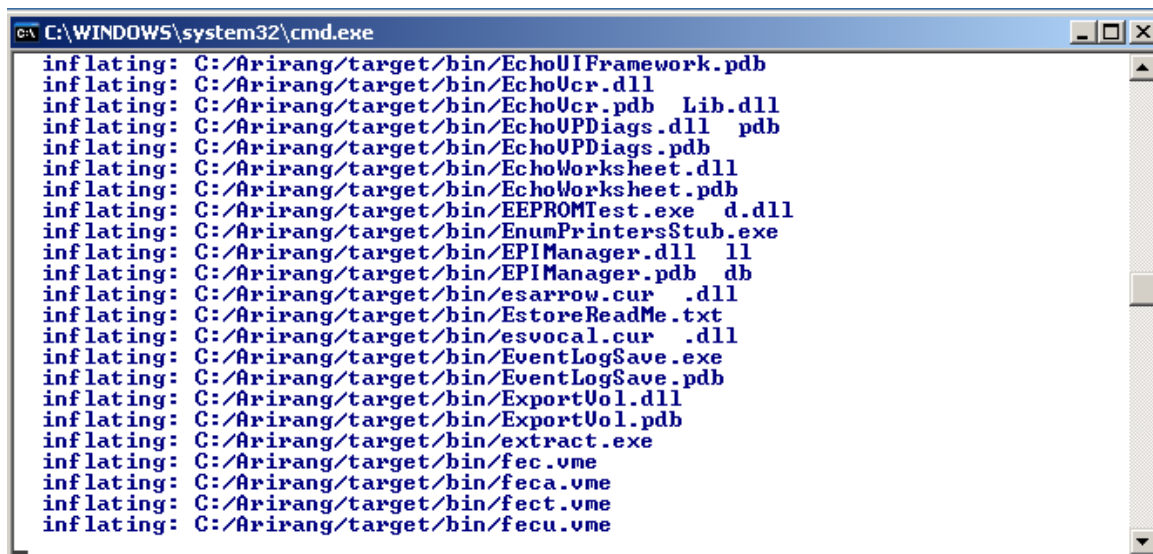 C:\WINDOWS\system32\cmd.exe
inflating: C:/Arirang/target/bin/EchoUIFramework.pdb
inflating: C:/Arirang/target/bin/EchoVcr.dll
inflating: C:/Arirang/target/bin/EchoVcr.pdb  Lib.dll
inflating: C:/Arirang/target/bin/EchoVPDiags.dll  pdb
inflating: C:/Arirang/target/bin/EchoVPDiags.pdb
inflating: C:/Arirang/target/bin/EchoWorksheet.dll
inflating: C:/Arirang/target/bin/EchoWorksheet.pdb
inflating: C:/Arirang/target/bin/EEPROMTest.exe  d.dll
inflating: C:/Arirang/target/bin/EnumPrintersStub.exe
inflating: C:/Arirang/target/bin/EPIManager.dll  ll
inflating: C:/Arirang/target/bin/EPIManager.pdb  db
inflating: C:/Arirang/target/bin/esarrow.cur  .dll
inflating: C:/Arirang/target/bin/EstoreReadMe.txt
inflating: C:/Arirang/target/bin/esvocal.cur  .dll
inflating: C:/Arirang/target/bin/EventLogSave.exe
inflating: C:/Arirang/target/bin/EventLogSave.pdb
inflating: C:/Arirang/target/bin/ExportVol.dll
inflating: C:/Arirang/target/bin/ExportVol.pdb
inflating: C:/Arirang/target/bin/extract.exe
inflating: C:/Arirang/target/bin/fec.vme
inflating: C:/Arirang/target/bin/feca.vme
inflating: C:/Arirang/target/bin/fect.vme
inflating: C:/Arirang/target/bin/fecu.vme